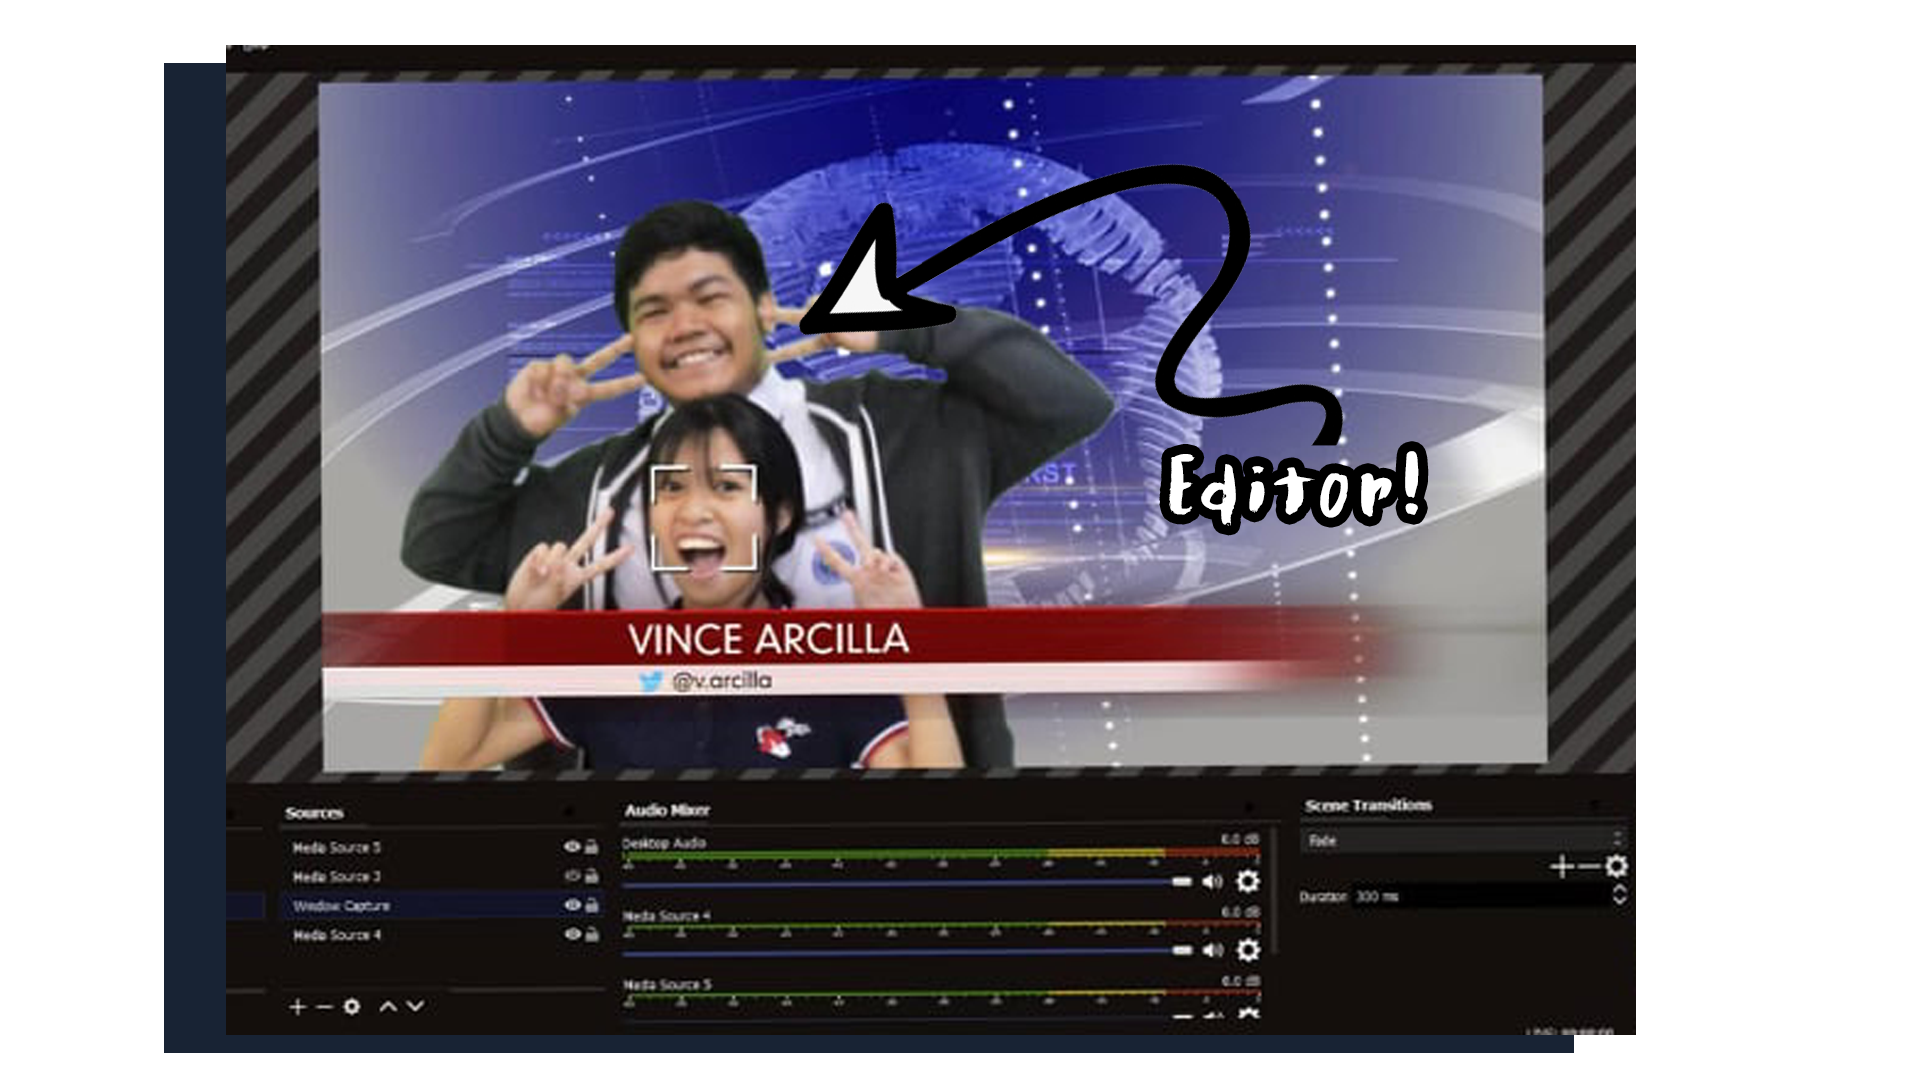 Editor!
VINCE ARCILLA
@v.arcilla
Sources
Media Source 5
Media Source 3
Window Capture
Media Source 4
Audio Mixer
Desktop Audio
0.0 dB
Media Source 4
0.0 dB
Media Source 5
0.0 dB
Scene Transitions
Fade
Duration 300 ms